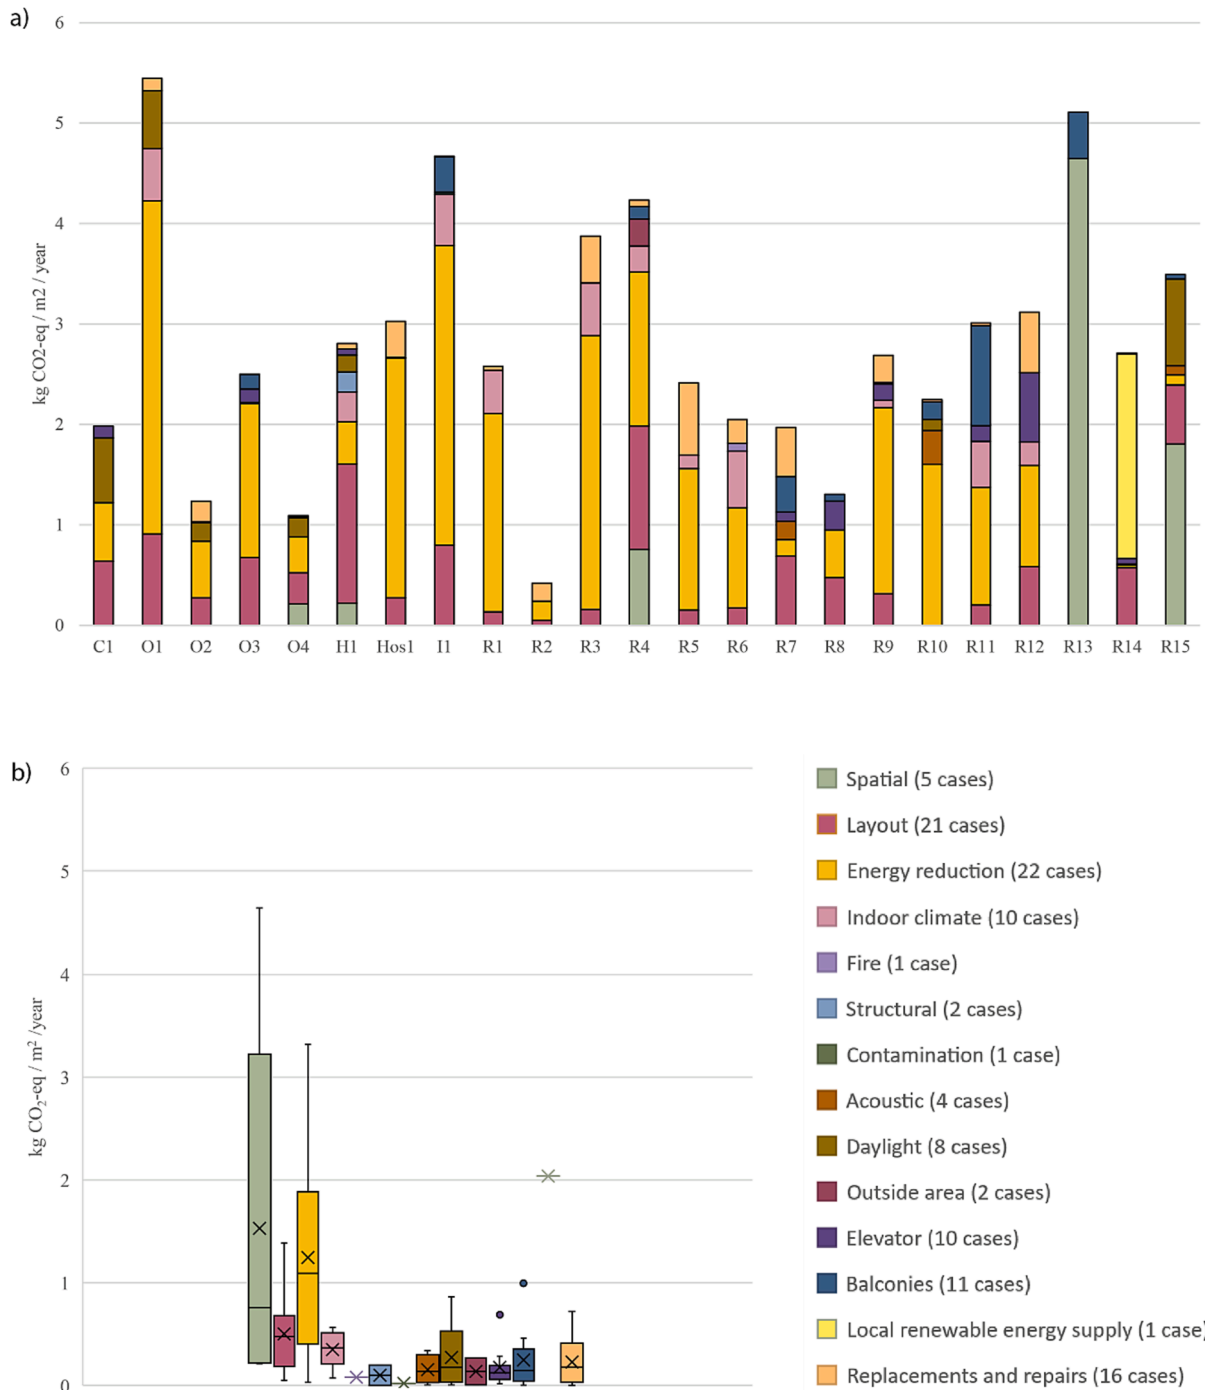 a)
6
5
4
3
2
1
0
kg CO2-eq / m2 / year
C1 O1 O2 O3 O4 H1 Hos1 I1 R1 R2 R3 R4 R5 R6 R7 R8 R9 R10 R11 R12 R13 R14 R15
b)
6
5
4
3
2
1
0
kg CO₂-eq / m² /year
Spatial (5 cases)
Layout (21 cases)
Energy reduction (22 cases)
Indoor climate (10 cases)
Fire (1 case)
Structural (2 cases)
Contamination (1 case)
Acoustic (4 cases)
Daylight (8 cases)
Outside area (2 cases)
Elevator (10 cases)
Balconies (11 cases)
Local renewable energy supply (1 case)
Replacements and repairs (16 cases)